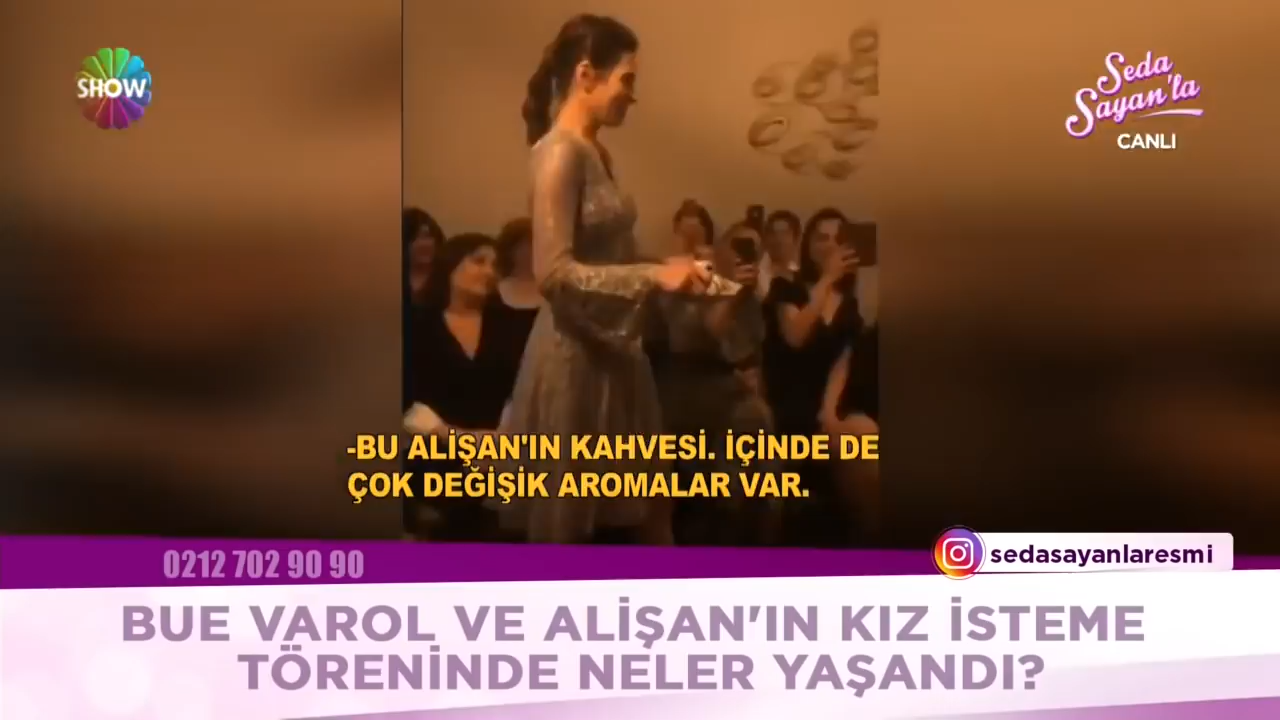 SHOW
Seda
Sayan'la
CANLI
-BU ALİŞAN'IN KAHVESİ. İÇİNDE DE
ÇOK DEĞİŞİK AROMALAR VAR.
0212 702 90 90
sedasayanlaresmi
BUE VAROL VE ALİŞAN'IN KIZ İSTEME
TÖRENİNDE NELER YAŞANDI?